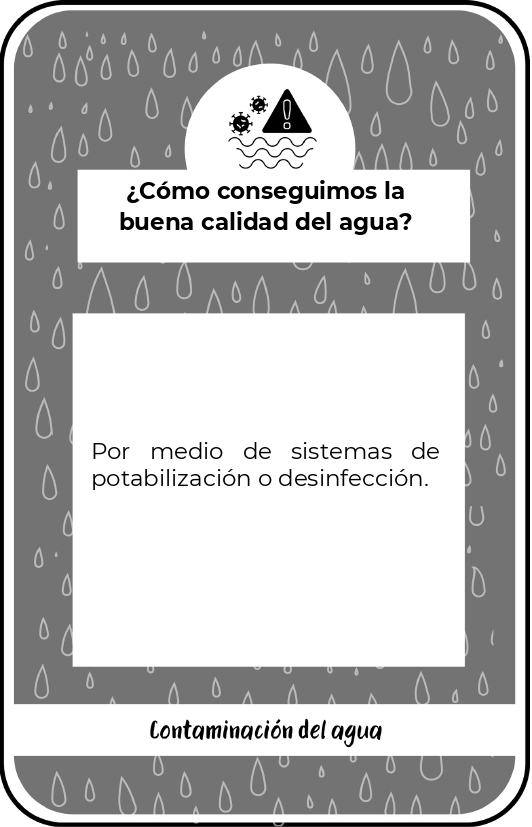 ¿Cómo conseguimos la
buena calidad del agua?
Por medio de sistemas de
potabilización o desinfección.
Contaminación del agua